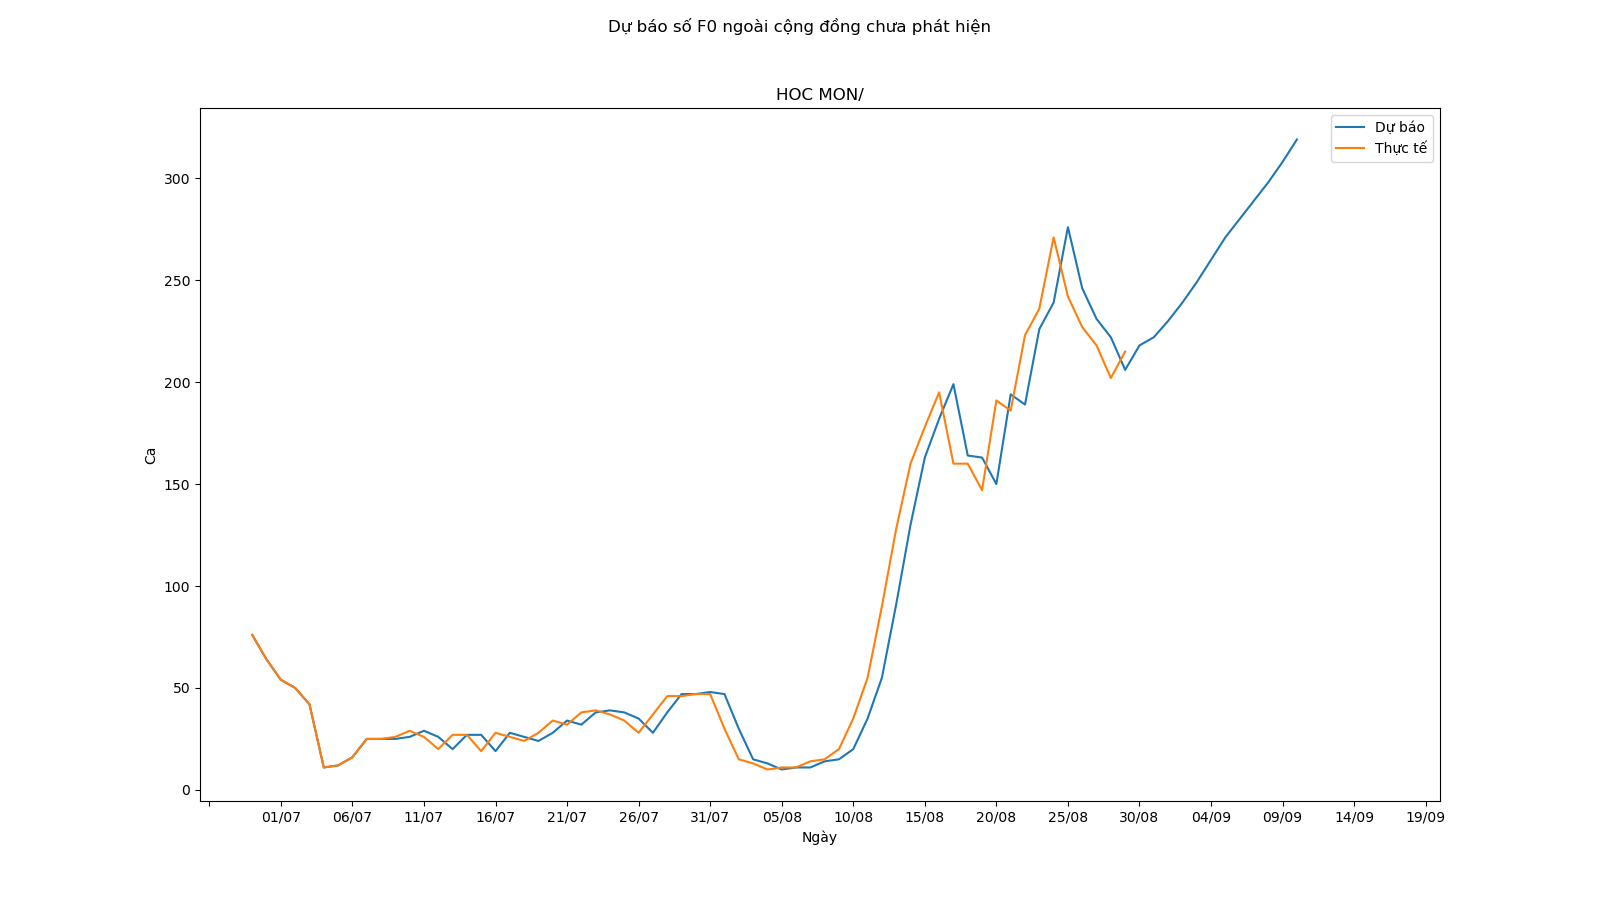 Dự báo số F0 ngoài cộng đồng chưa phát hiện
HOC MON/
Dự báo
Thực tế
300
250
200
150
100
50
0
Ca
01/07 06/07 11/07 16/07 21/07 26/07 31/07 05/08 10/08 15/08 20/08 25/08 30/08 04/09 09/09 14/09 19/09
Ngày